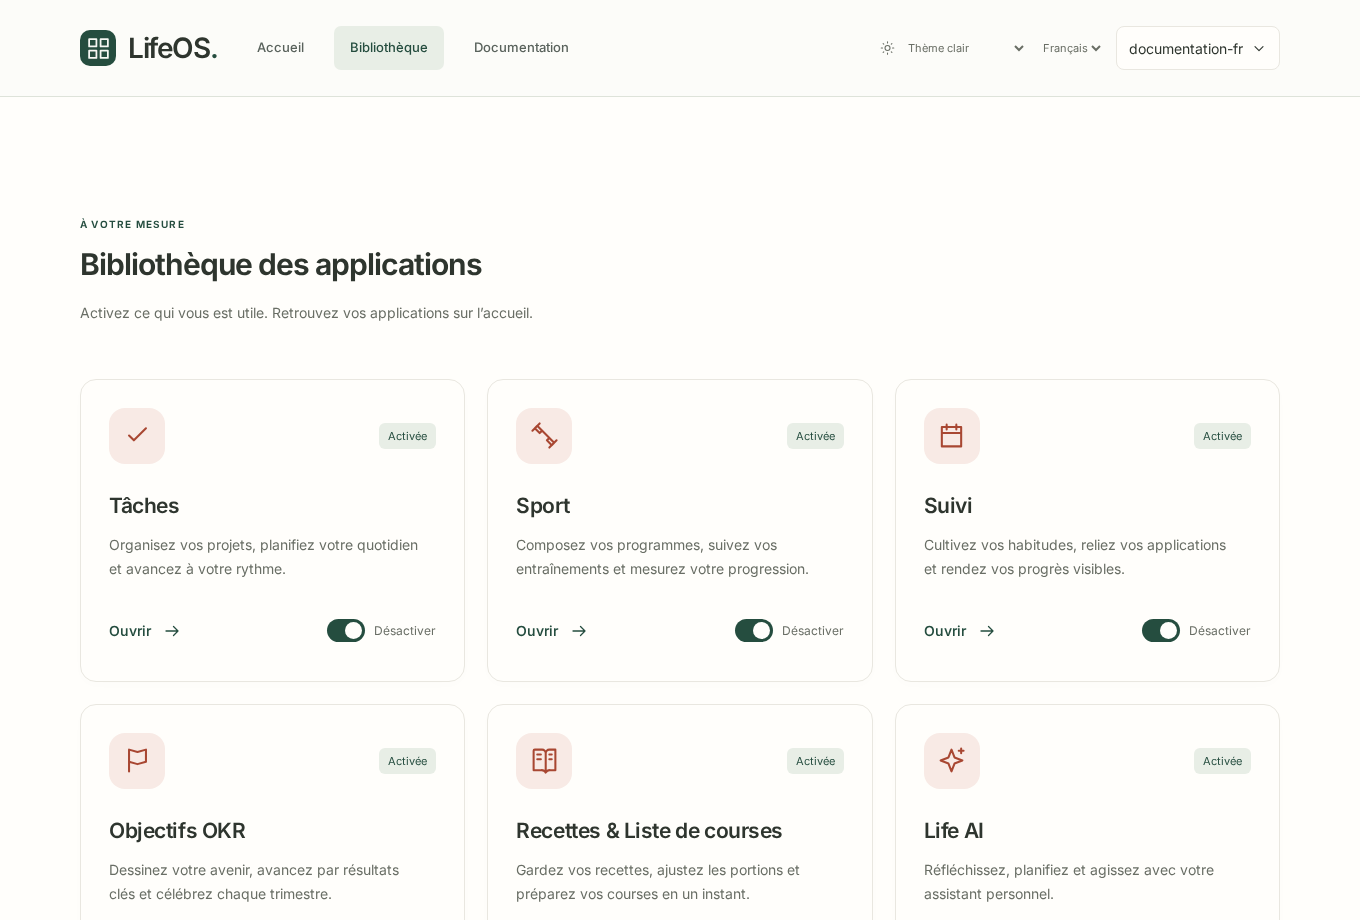 LifeOS.
Accueil
Bibliothèque
Documentation
Thème clair
Français
documentation-fr
À VOTRE MESURE
Bibliothèque des applications
Activez ce qui vous est utile. Retrouvez vos applications sur l’accueil.
Activée
Tâches
Organisez vos projets, planifiez votre quotidien
et avancez à votre rythme.
Ouvrir
Désactiver
Activée
Sport
Composez vos programmes, suivez vos
entraînements et mesurez votre progression.
Ouvrir
Désactiver
Activée
Suivi
Cultivez vos habitudes, reliez vos applications
et rendez vos progrès visibles.
Ouvrir
Désactiver
Activée
Objectifs OKR
Dessinez votre avenir, avancez par résultats
clés et célébrez chaque trimestre.
Activée
Recettes & Liste de courses
Gardez vos recettes, ajustez les portions et
préparez vos courses en un instant.
Activée
Life AI
Réfléchissez, planifiez et agissez avec votre
assistant personnel.